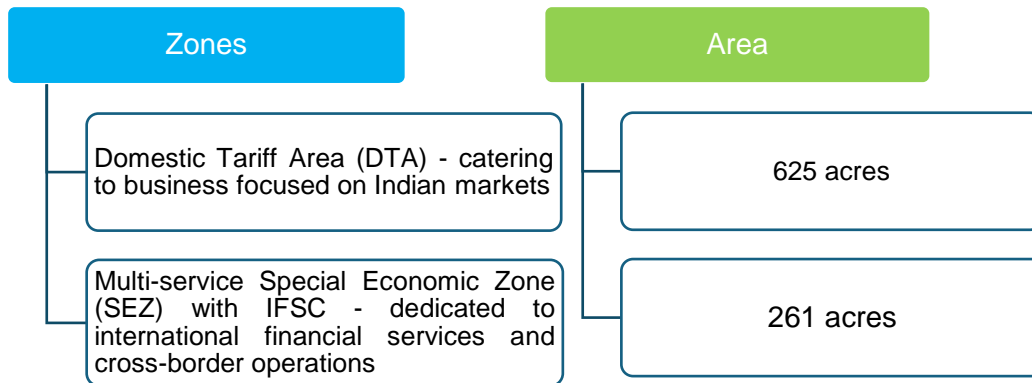 Zones
Area
Domestic Tariff Area (DTA) - catering
to business focused on Indian markets
625 acres
Multi-service Special Economic Zone
(SEZ) with IFSC - dedicated to
international financial services and
cross-border operations
261 acres